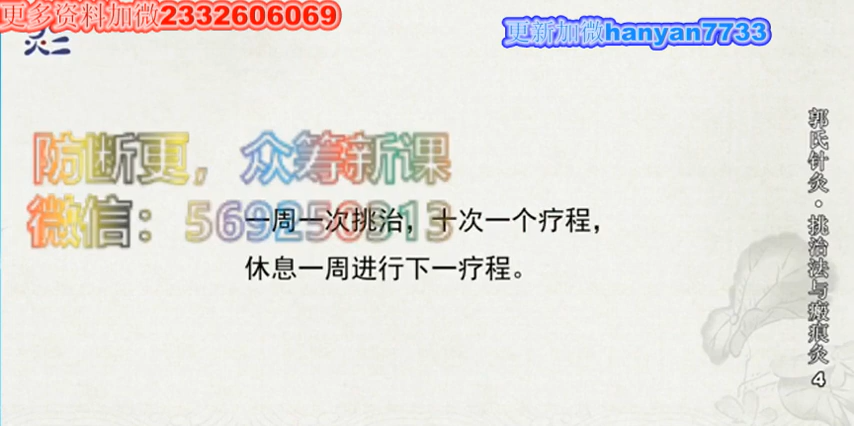 更多资料加微2332606069
更新加微hanyan7733
灸二
防断更，众筹新课
微信：569250313
一周一次挑治，十次一个疗程，
休息一周进行下一疗程。
郭氏针灸·挑治法与瘢痕灸4